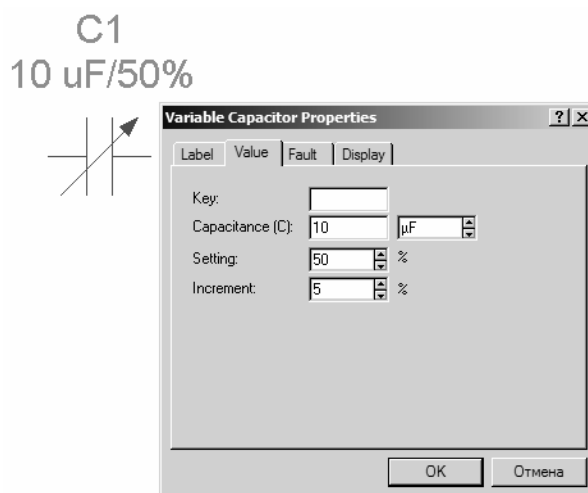 C1
10 uF/50%
Variable Capacitor Properties ? ×
Label Value Fault Display
Key:
Capacitance (C): 10 µF
Setting: 50 %
Increment: 5 %
OK Отмена